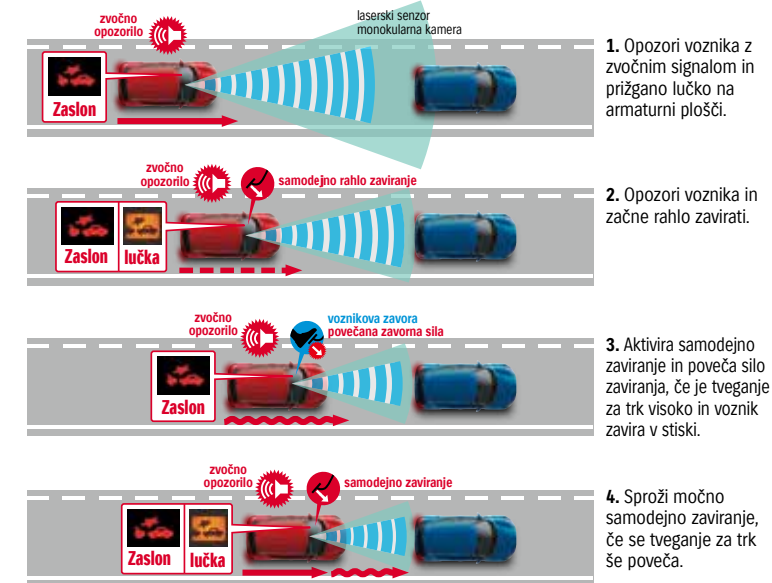 zvočno
opozorilo
laserski senzor
monokularna kamera
Zaslon
1. Opozori voznika z
zvočnim signalom in
prižgano lučko na
armaturni plošči.
zvočno
opozorilo
samodejno rahlo zaviranje
Zaslon
lučka
2. Opozori voznika in
začne rahlo zavirati.
zvočno
opozorilo
voznikova zavora
povečana zavorna sila
Zaslon
3. Aktivira samodejno
zaviranje in poveča silo
zaviranja, če je tveganje
za trk visoko in voznik
zavira v stiski.
zvočno
opozorilo
samodejno zaviranje
Zaslon
lučka
4. Sproži močno
samodejno zaviranje,
če se tveganje za trk
še poveča.